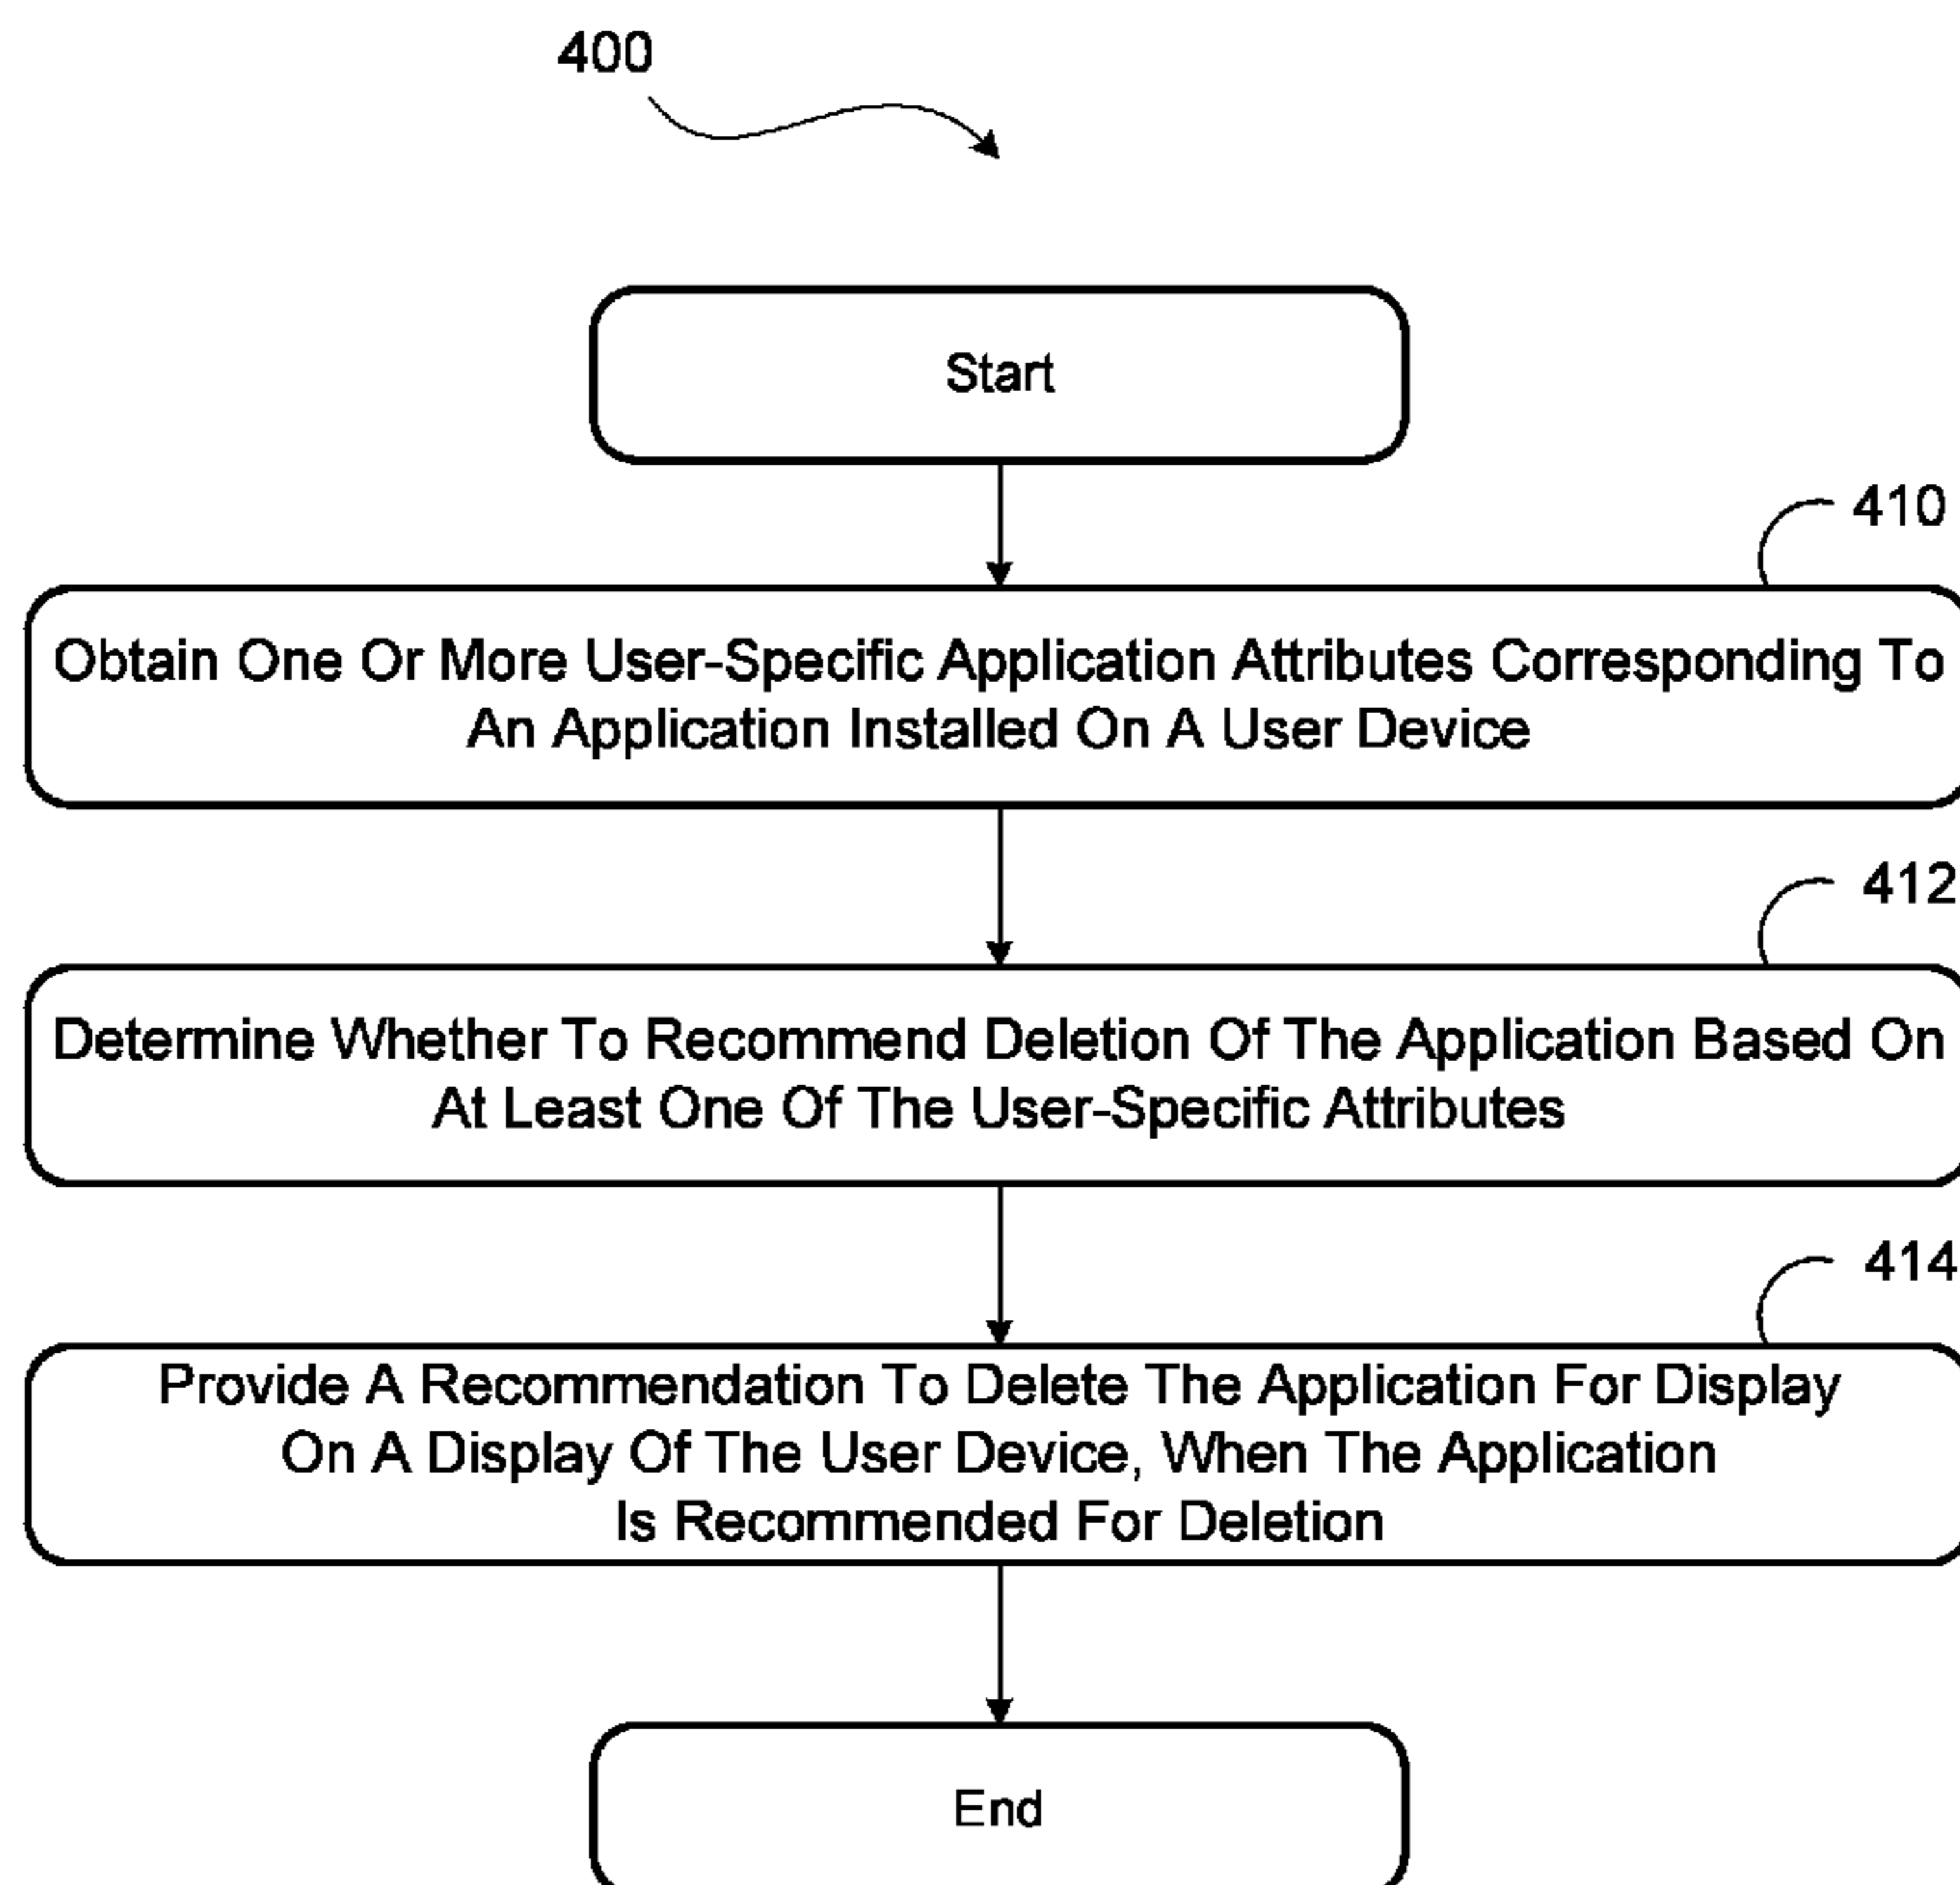 400
Start
410
Obtain One Or More User-Specific Application Attributes Corresponding To
An Application Installed On A User Device
412
Determine Whether To Recommend Deletion Of The Application Based On
At Least One Of The User-Specific Attributes
414
Provide A Recommendation To Delete The Application For Display
On A Display Of The User Device, When The Application
Is Recommended For Deletion
End